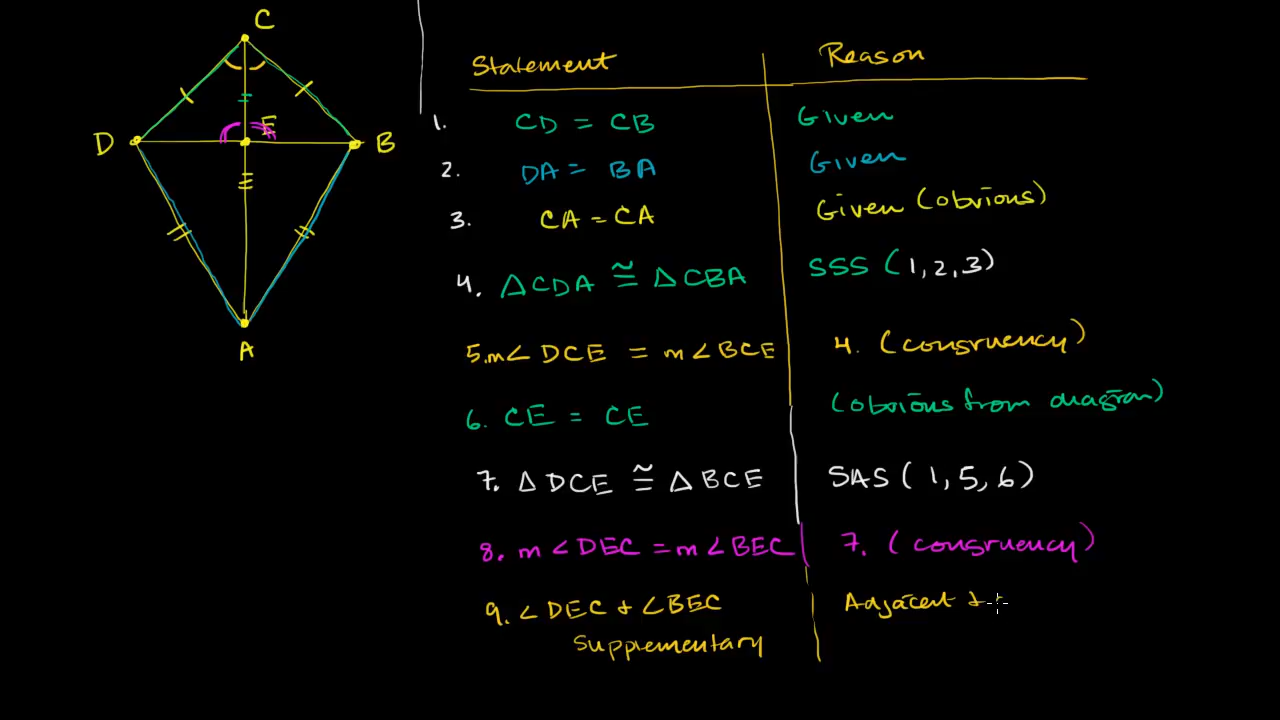 C
D
E
B
A
Statement Reason
1. CD = CB Given
2. DA = BA Given
3. CA = CA Given (obvious)
4. △CDA ≅ △CBA SSS (1,2,3)
5. m∠DCE = m∠BCE 4. (congruency)
6. CE = CE (obvious from diagram)
7. △DCE ≅ △BCE SAS (1,5,6)
8. m∠DEC = m∠BEC 7. (congruency)
9. ∠DEC + ∠BEC Adjacent +
Supplementary